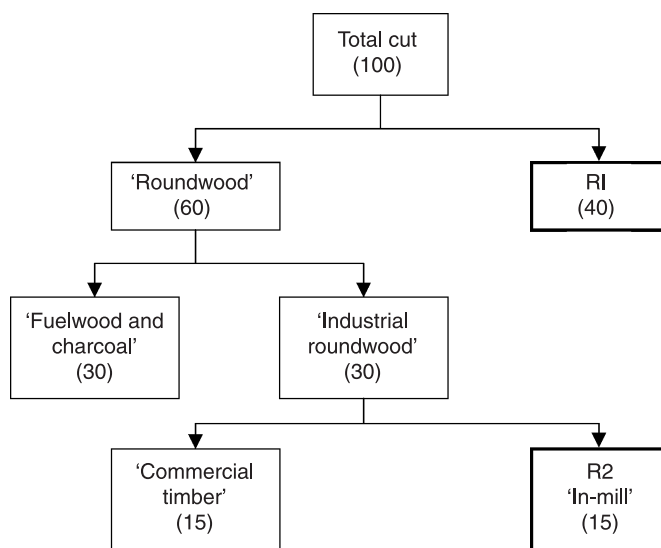 Total cut
(100)
‘Roundwood’
(60)
RI
(40)
‘Fuelwood and
charcoal’
(30)
‘Industrial
roundwood’
(30)
‘Commercial
timber’
(15)
R2
‘In-mill’
(15)